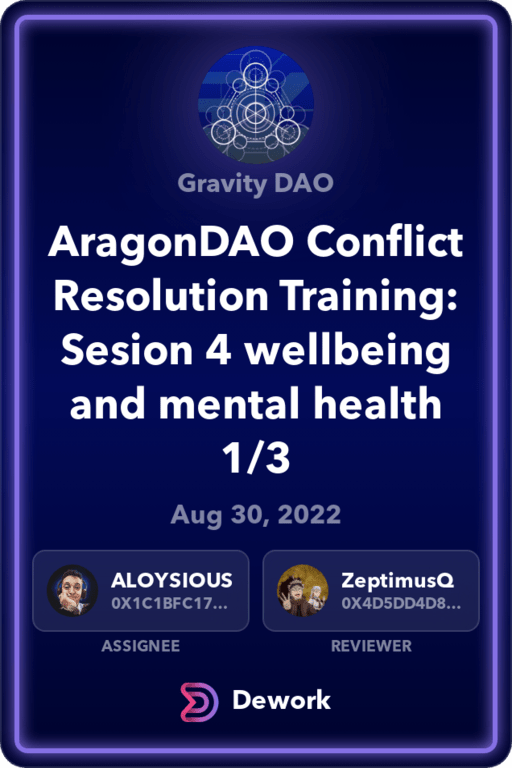 Gravity DAO
AragonDAO Conflict
Resolution Training:
Sesion 4 wellbeing
and mental health
1/3
Aug 30, 2022
ALOYSIOUS
0X1C1BFC17...
ZeptimusQ
0X4D5DD4D8...
ASSIGNEE
REVIEWER
Dework